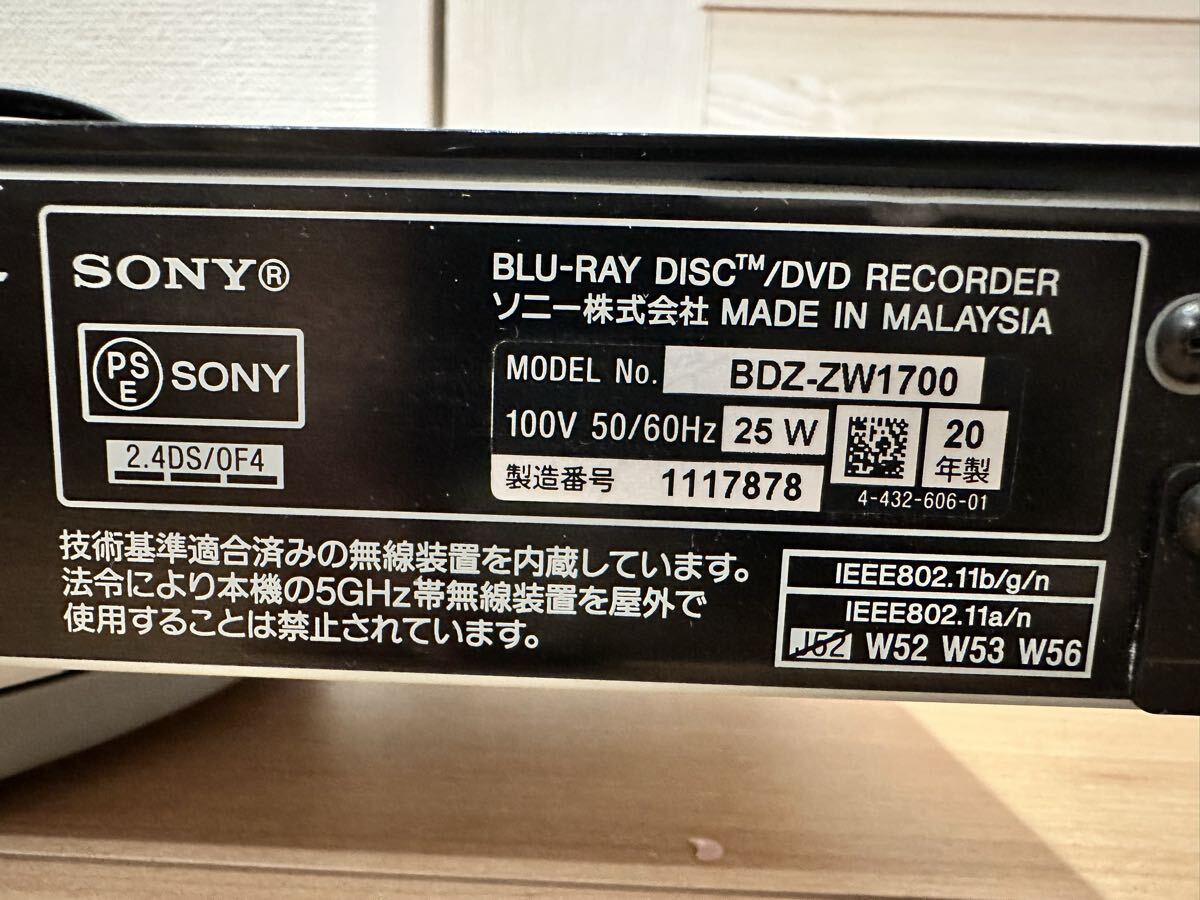 SONY®
PSE SONY
2.4DS/OF4
BLU-RAY DISC™/DVD RECORDER
ソニー株式会社 MADE IN MALAYSIA
MODEL No. BDZ-ZW1700
100V 50/60Hz 25 W
20年製
製造番号 1117878
4-432-606-01
技術基準適合済みの無線装置を内蔵しています。
法令により本機の5GHz帯無線装置を屋外で
使用することは禁止されています。
IEEE802.11b/g/n
IEEE802.11a/n
J52 W52 W53 W56